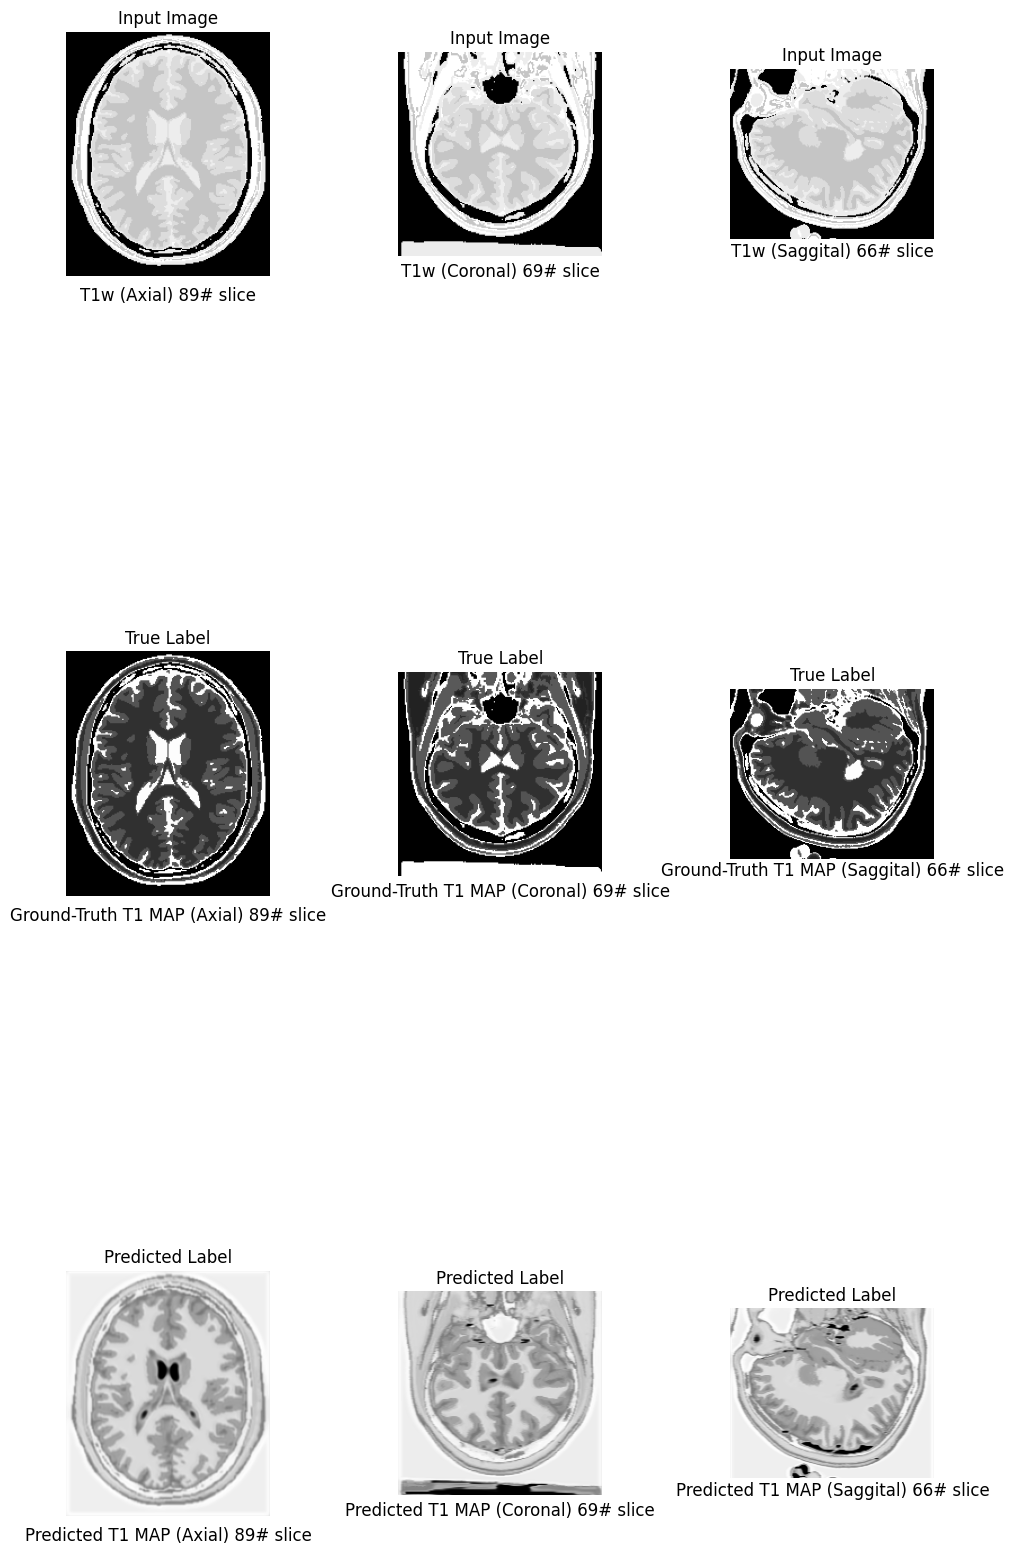 Input Image
Input Image
Input Image
T1w (Axial) 89# slice
T1w (Coronal) 69# slice
T1w (Saggital) 66# slice
True Label
True Label
True Label
Ground-Truth T1 MAP (Axial) 89# slice
Ground-Truth T1 MAP (Coronal) 69# slice
Ground-Truth T1 MAP (Saggital) 66# slice
Predicted Label
Predicted Label
Predicted Label
Predicted T1 MAP (Axial) 89# slice
Predicted T1 MAP (Coronal) 69# slice
Predicted T1 MAP (Saggital) 66# slice